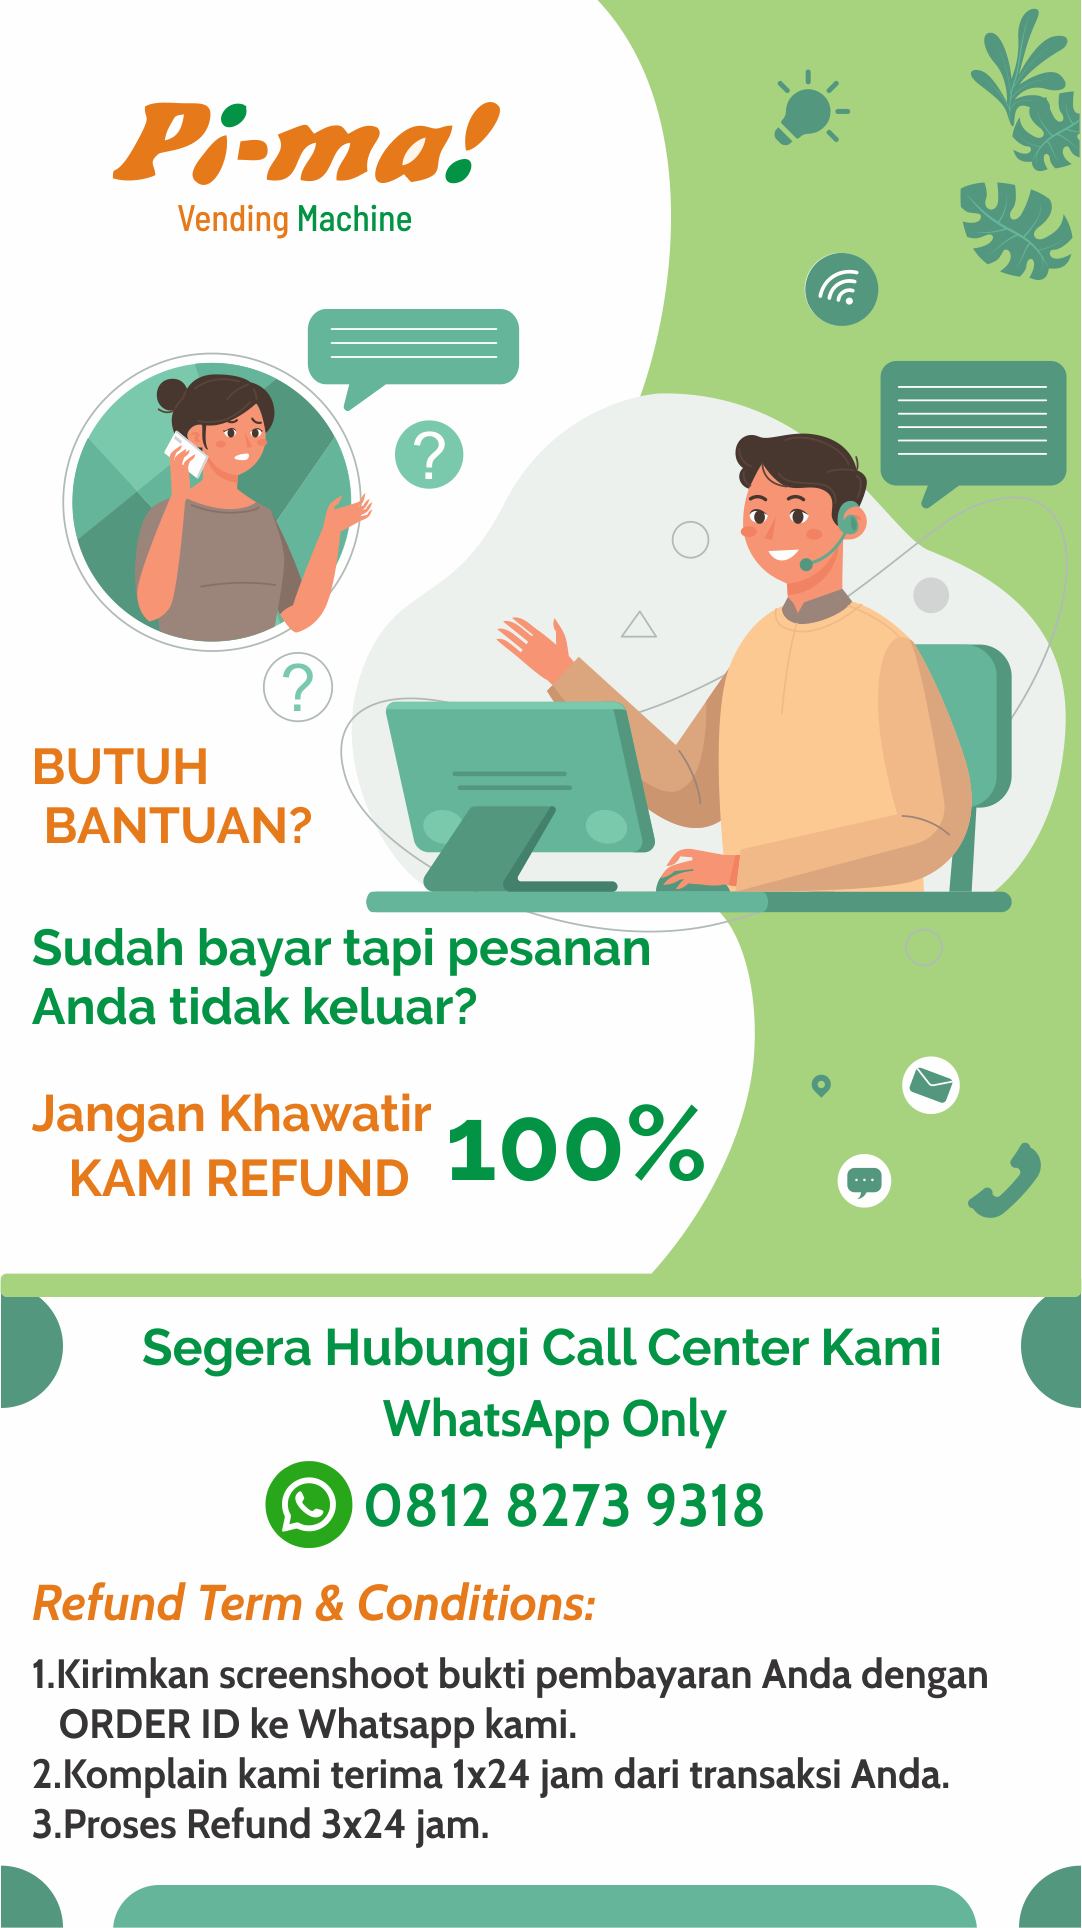 Pi-ma!
Vending Machine
?
?
BUTUH
BANTUAN?
Sudah bayar tapi pesanan
Anda tidak keluar?
Jangan Khawatir
KAMI REFUND
100%
Segera Hubungi Call Center Kami
WhatsApp Only
0812 8273 9318
Refund Term & Conditions:
1.Kirimkan screenshoot bukti pembayaran Anda dengan
ORDER ID ke Whatsapp kami.
2.Komplain kami terima 1x24 jam dari transaksi Anda.
3.Proses Refund 3x24 jam.